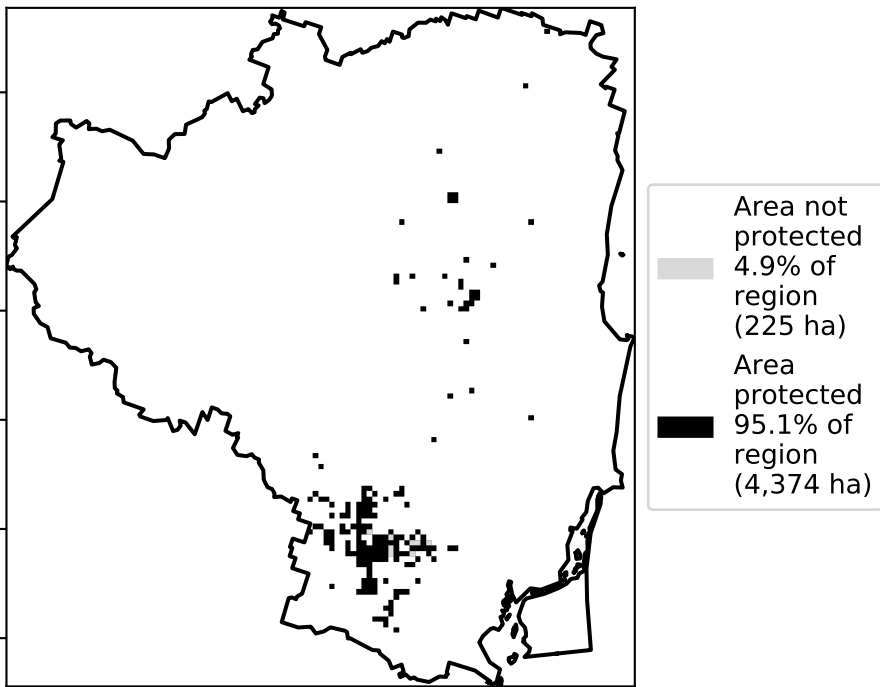 Area not
protected
4.9% of
region
(225 ha)
Area
protected
95.1% of
region
(4,374 ha)